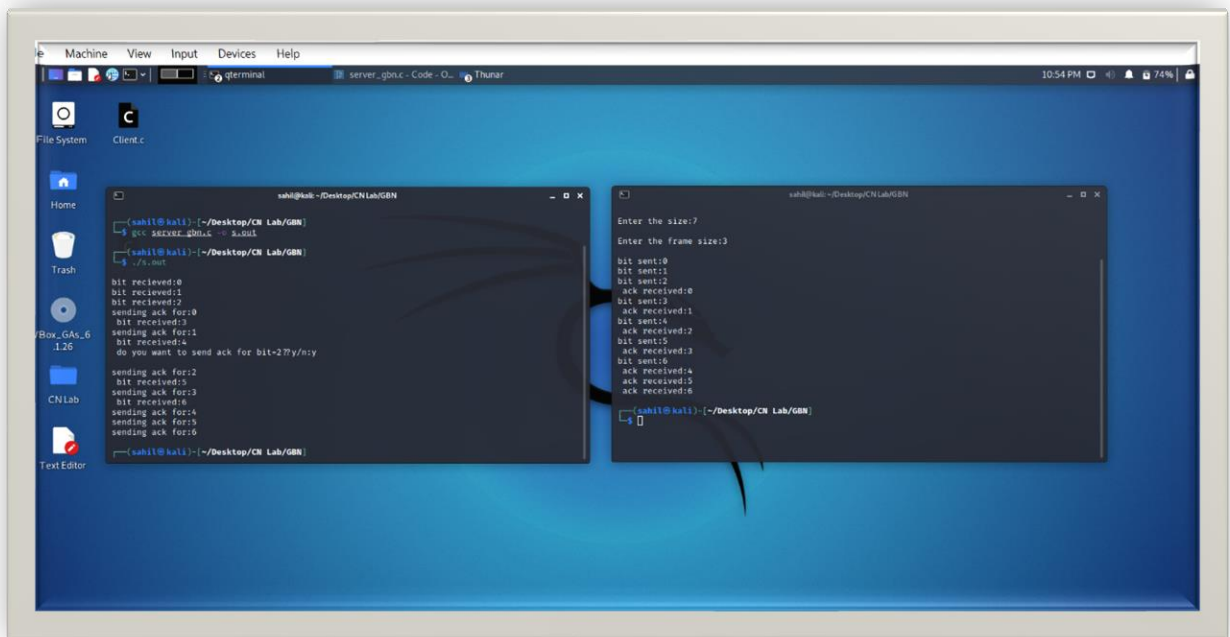 Machine View Input Devices Help
qterminal server_gbn.c - Code - O... Thunar 10:54 PM 74%
File System
Client.c
Home
Trash
VBox_GAs_6
.1.26
CN Lab
Text Editor
sahil@kali: ~/Desktop/CN Lab/GBN
(sahil㉿kali)-[~/Desktop/CN Lab/GBN]
$ gcc server_gbn.c -o s.out
(sahil㉿kali)-[~/Desktop/CN Lab/GBN]
$ ./s.out
bit recieved:0
bit recieved:1
bit recieved:2
sending ack for:0
bit received:3
sending ack for:1
bit received:4
do you want to send ack for bit=2??y/n:y
sending ack for:2
bit received:5
sending ack for:3
bit received:6
sending ack for:4
sending ack for:5
sending ack for:6
(sahil㉿kali)-[~/Desktop/CN Lab/GBN]
sahil@kali: ~/Desktop/CN Lab/GBN
Enter the size:7
Enter the frame size:3
bit sent:0
bit sent:1
bit sent:2
ack received:0
bit sent:3
ack received:1
bit sent:4
ack received:2
bit sent:5
ack received:3
bit sent:6
ack received:4
ack received:5
ack received:6
(sahil㉿kali)-[~/Desktop/CN Lab/GBN]
$